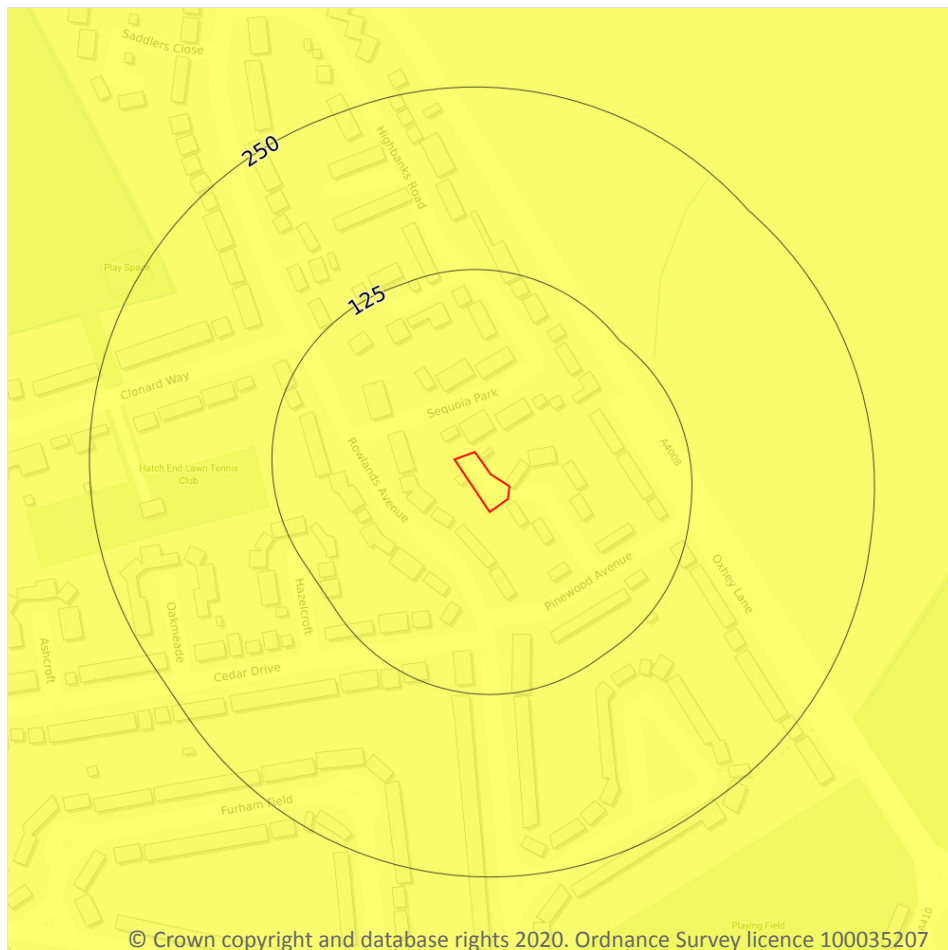 Saddlers Close
250
Highbanks Road
Play Space
125
Clonard Way
Sequoia Park
Rowlands Avenue
A4008
Hatch End Lawn Tennis
Club
Pinewood Avenue
Oxhey Lane
Hazelcroft
Oakmeade
Ashcroft
Cedar Drive
Furham Field
Playing Field
A410
© Crown copyright and database rights 2020. Ordnance Survey licence 100035207